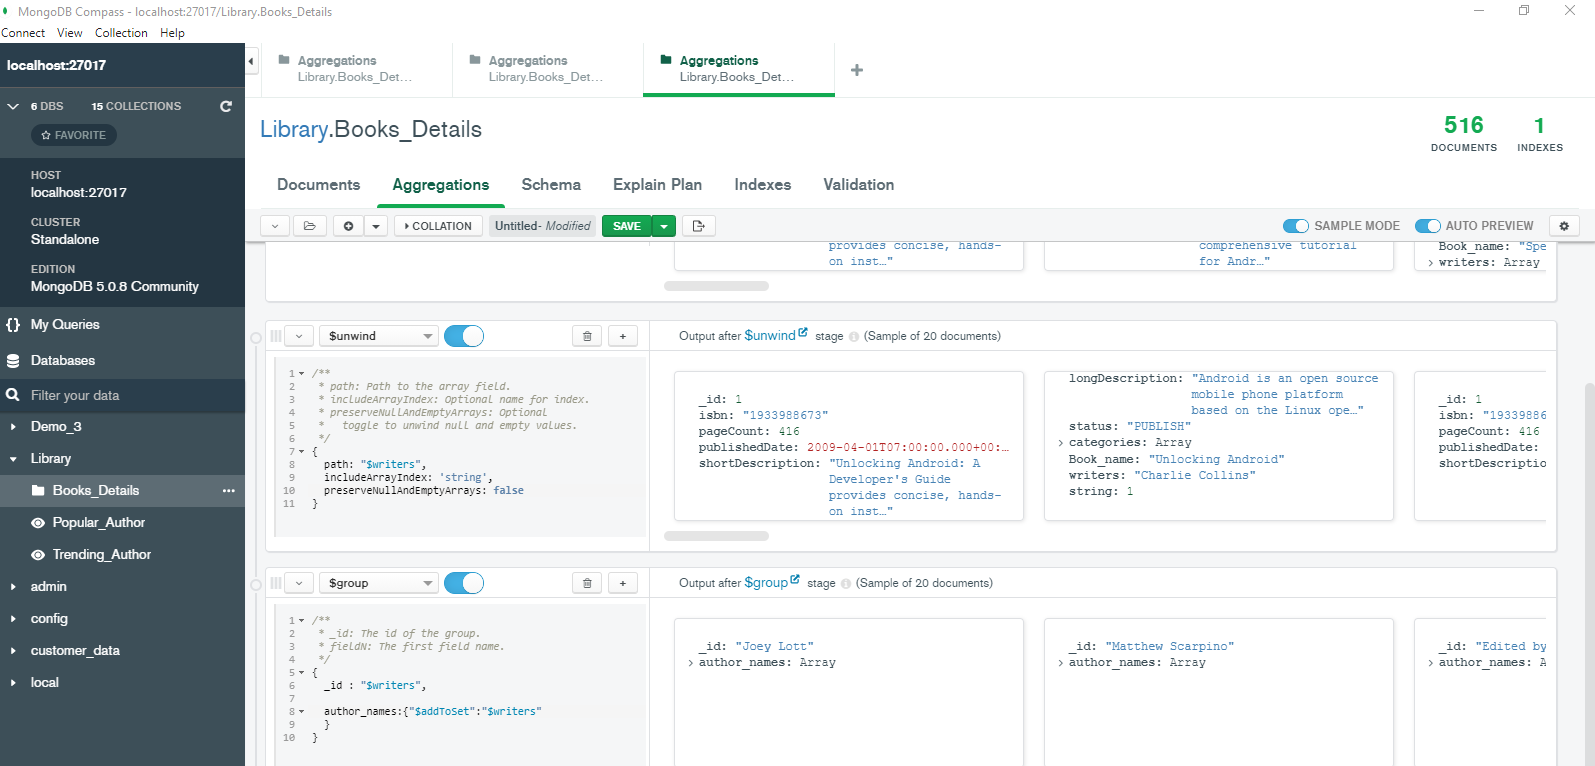 MongoDB Compass - localhost:27017/Library.Books_Details
Connect View Collection Help
localhost:27017
6 DBS 15 COLLECTIONS
FAVORITE
HOST
localhost:27017
CLUSTER
Standalone
EDITION
MongoDB 5.0.8 Community
My Queries
Databases
Filter your data
Demo_3
Library
Books_Details
Popular_Author
Trending_Author
admin
config
customer_data
local
Aggregations
Library.Books_Det...
Aggregations
Library.Books_Det...
Aggregations
Library.Books_Det...
Library.Books_Details
516
DOCUMENTS
1
INDEXES
Documents Aggregations Schema Explain Plan Indexes Validation
COLLATION Untitled- Modified SAVE SAMPLE MODE AUTO PREVIEW
provides concise, hands-
on inst…"
comprehensive tutorial
for Andr…"
Book_name: "Spe
writers: Array
$unwind
Output after $unwind stage (Sample of 20 documents)
1 /**
2 * path: Path to the array field.
3 * includeArrayIndex: Optional name for index.
4 * preserveNullAndEmptyArrays: Optional
5 * toggle to unwind null and empty values.
6 */
7 {
8 path: "$writers",
9 includeArrayIndex: 'string',
10 preserveNullAndEmptyArrays: false
11 }
_id: 1
isbn: "1933988673"
pageCount: 416
publishedDate: 2009-04-01T07:00:00.000+00:…
shortDescription: "Unlocking Android: A
Developer's Guide
provides concise, hands-
on inst…"
longDescription: "Android is an open source
mobile phone platform
based on the Linux ope…"
status: "PUBLISH"
categories: Array
Book_name: "Unlocking Android"
writers: "Charlie Collins"
string: 1
_id: 1
isbn: "19339886
pageCount: 416
publishedDate:
shortDescriptio
$group
Output after $group stage (Sample of 20 documents)
1 /**
2 * _id: The id of the group.
3 * fieldN: The first field name.
4 */
5 {
6 _id : "$writers",
7
8 author_names:{"$addToSet":"$writers"
9 }
10 }
_id: "Joey Lott"
author_names: Array
_id: "Matthew Scarpino"
author_names: Array
_id: "Edited by
author_names: A